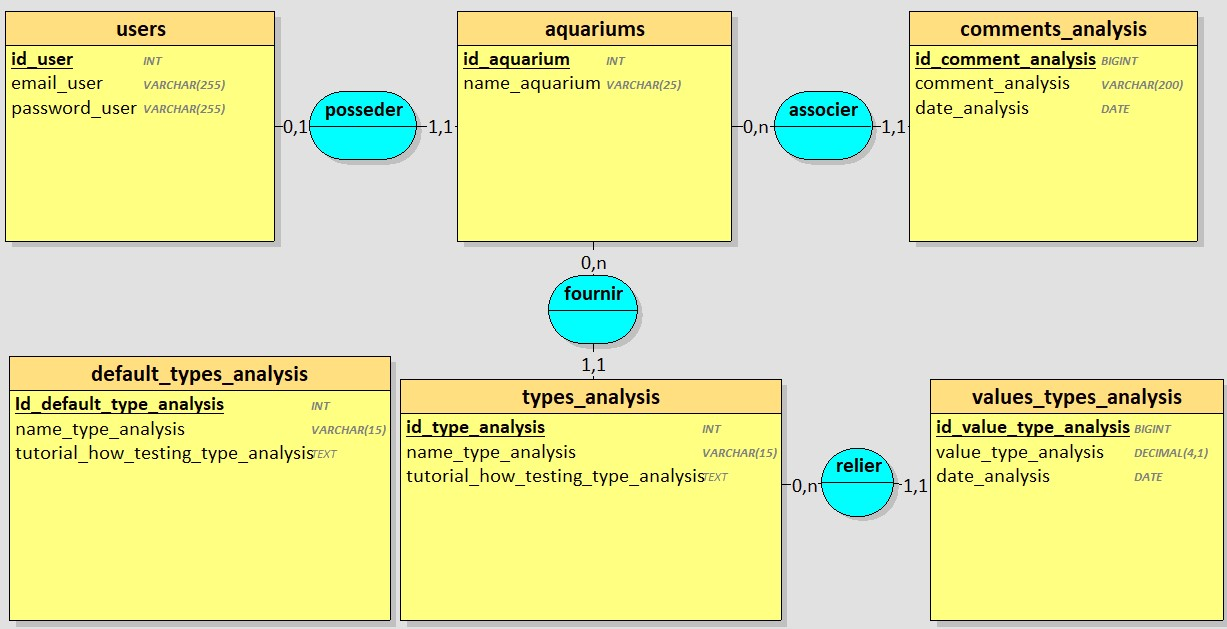 users
id_user INT
email_user VARCHAR(255)
password_user VARCHAR(255)
0,1
posseder
1,1
aquariums
id_aquarium INT
name_aquarium VARCHAR(25)
0,n
associer
1,1
comments_analysis
id_comment_analysis BIGINT
comment_analysis VARCHAR(200)
date_analysis DATE
0,n
fournir
1,1
default_types_analysis
Id_default_type_analysis INT
name_type_analysis VARCHAR(15)
tutorial_how_testing_type_analysis TEXT
types_analysis
id_type_analysis INT
name_type_analysis VARCHAR(15)
tutorial_how_testing_type_analysis TEXT
0,n
relier
1,1
values_types_analysis
id_value_type_analysis BIGINT
value_type_analysis DECIMAL(4,1)
date_analysis DATE